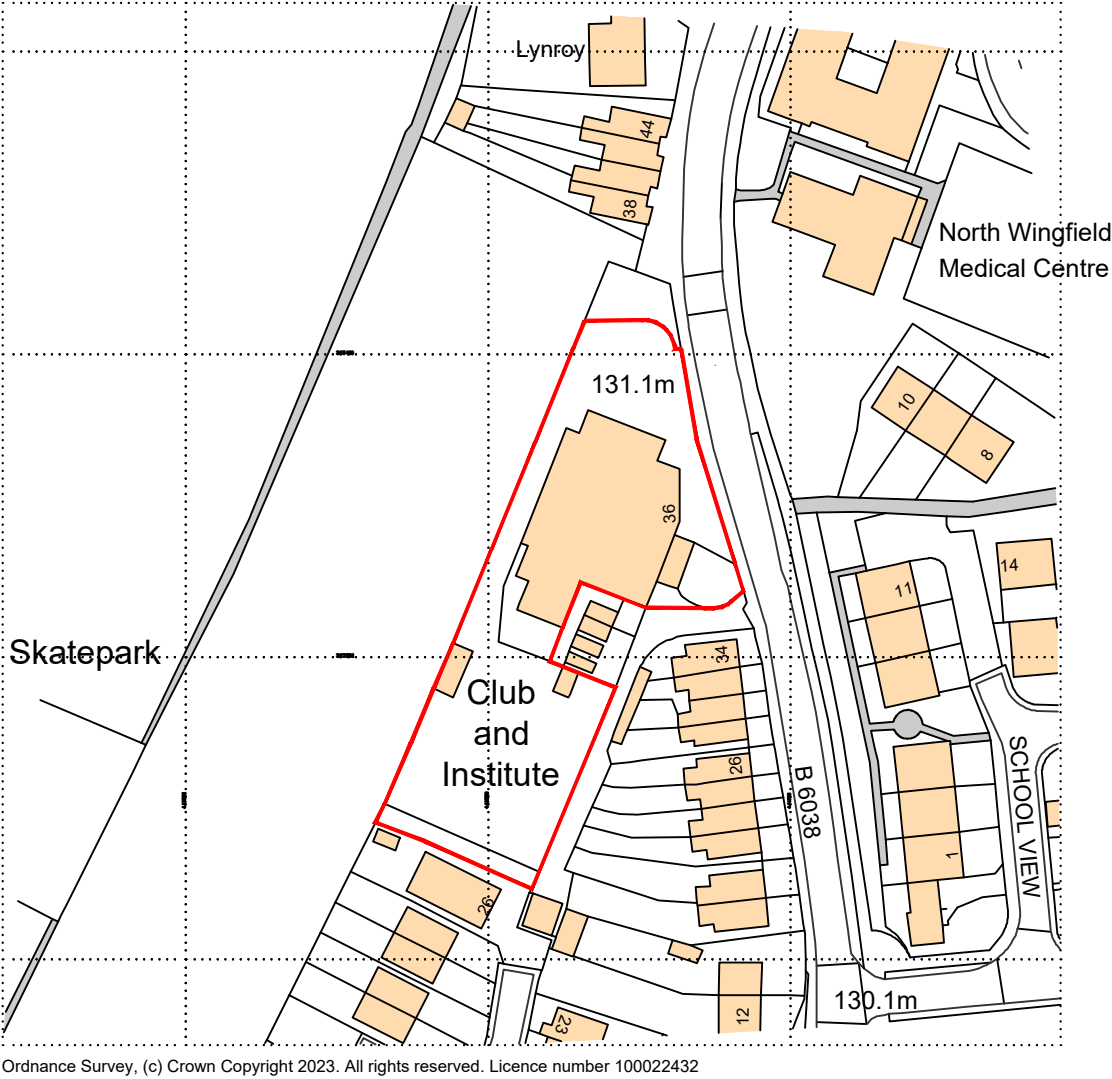 Lynroy
44
38
North Wingfield
Medical Centre
131.1m
10
8
36
14
11
Skatepark
34
Club
and
Institute
26
B 6038
SCHOOL VIEW
1
26
12
23
130.1m
Ordnance Survey, (c) Crown Copyright 2023. All rights reserved. Licence number 100022432